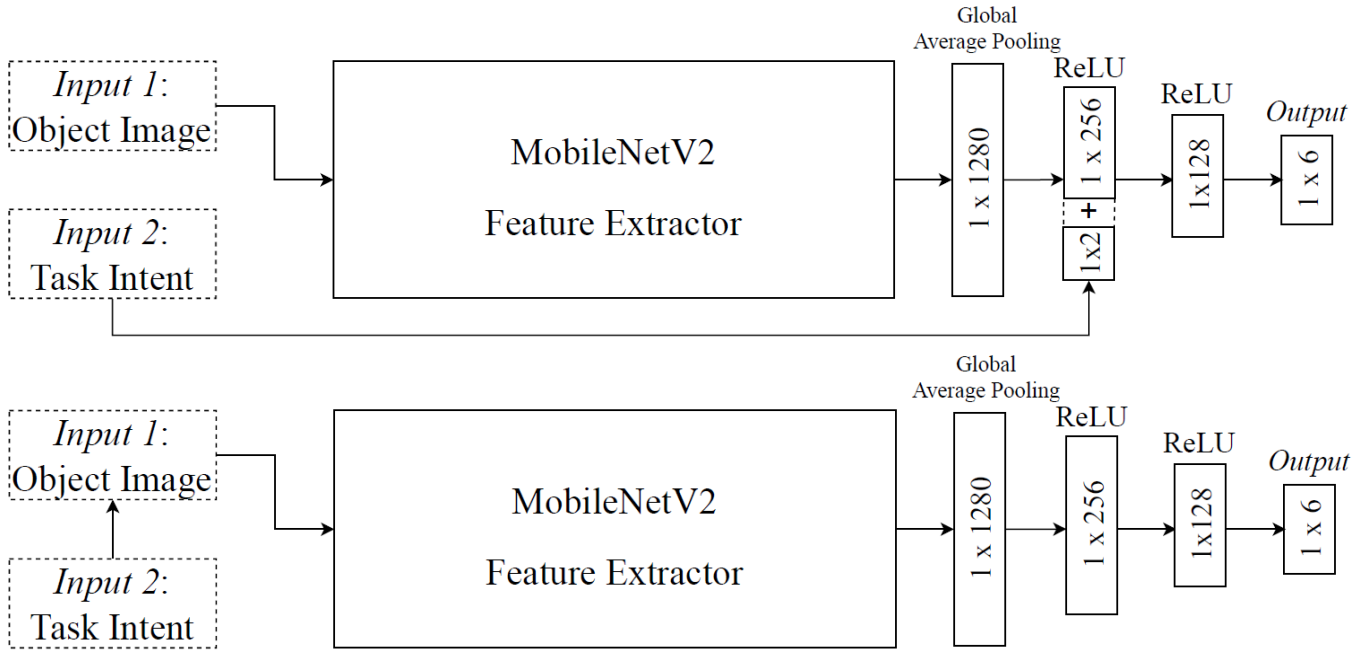 Global
Average Pooling
Input 1:
Object Image
MobileNetV2
Feature Extractor
1 x 1280
ReLU
1 x 256
+
1x2
ReLU
1x128
Output
1 x 6
Input 2:
Task Intent
Global
Average Pooling
Input 1:
Object Image
MobileNetV2
Feature Extractor
1 x 1280
ReLU
1 x 256
ReLU
1x128
Output
1 x 6
Input 2:
Task Intent